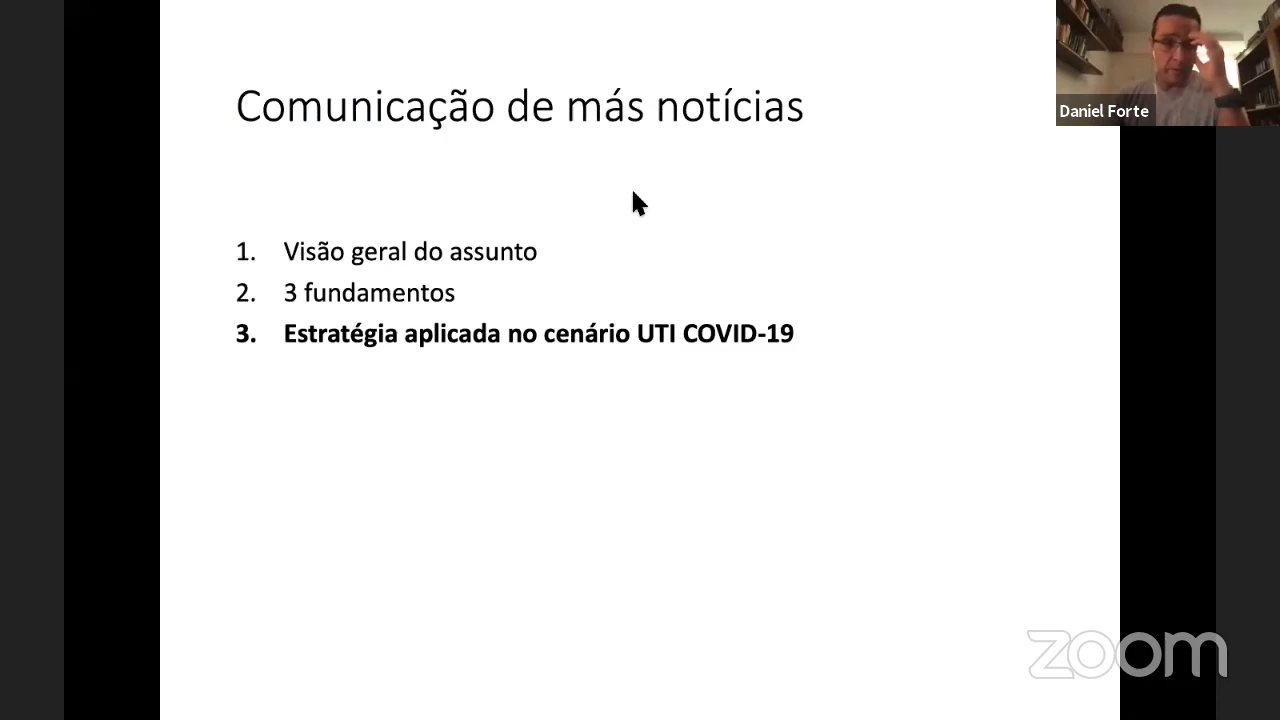 Comunicação de más notícias
Daniel Forte
1. Visão geral do assunto
2. 3 fundamentos
3. Estratégia aplicada no cenário UTI COVID-19
zoom